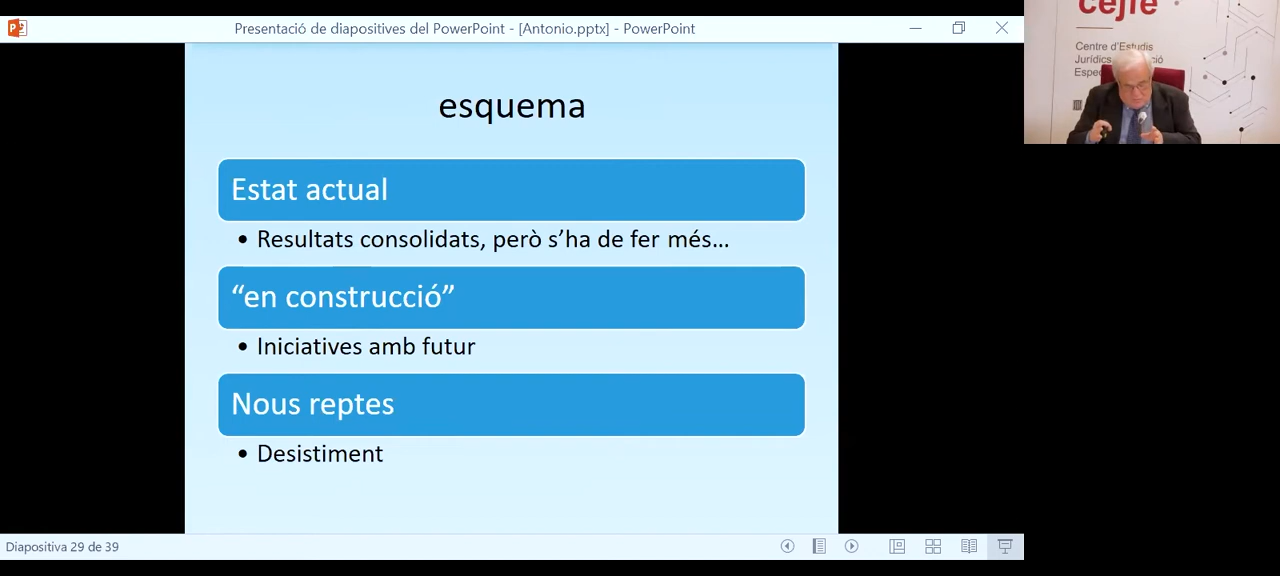 Presentació de diapositives del PowerPoint - [Antonio.pptx] - PowerPoint
esquema
Estat actual
• Resultats consolidats, però s’ha de fer més...
“en construcció”
• Iniciatives amb futur
Nous reptes
• Desistiment
Diapositiva 29 de 39
cejfe
Centre d'Estudis
Jurídics
Espec